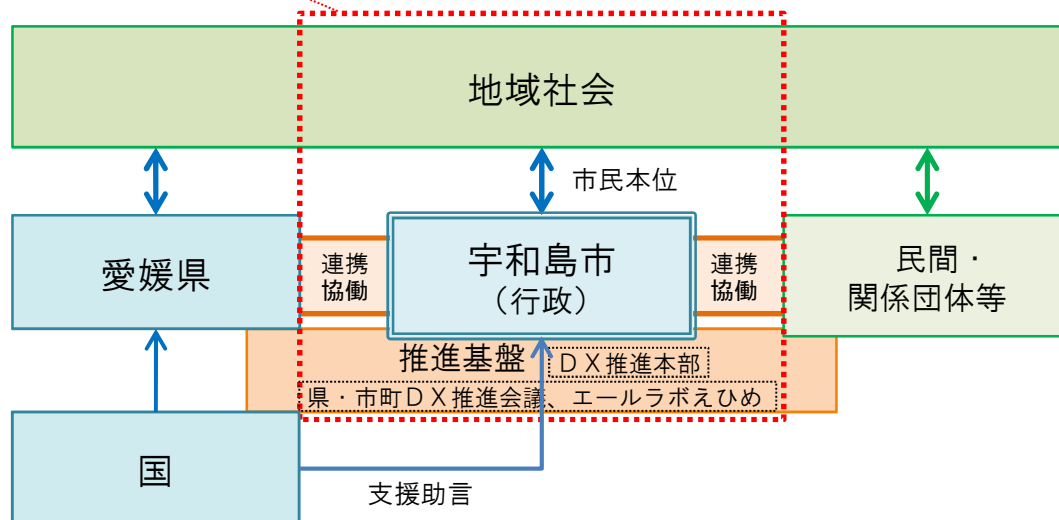 地域社会
市民本位
愛媛県
連携
協働
宇和島市
（行政）
連携
協働
民間・
関係団体等
推進基盤
ＤＸ推進本部
県・市町ＤＸ推進会議、エールラボえひめ
国
支援助言